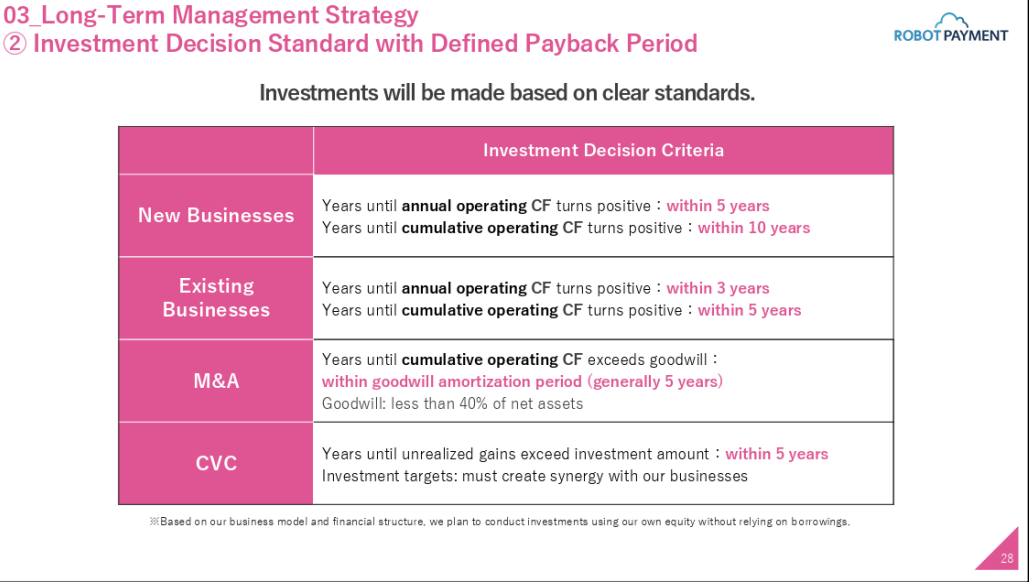 03_Long-Term Management Strategy
② Investment Decision Standard with Defined Payback Period
ROBOT PAYMENT
Investments will be made based on clear standards.
Investment Decision Criteria
New Businesses
Years until annual operating CF turns positive：within 5 years
Years until cumulative operating CF turns positive：within 10 years
Existing
Businesses
Years until annual operating CF turns positive：within 3 years
Years until cumulative operating CF turns positive：within 5 years
M&A
Years until cumulative operating CF exceeds goodwill：
within goodwill amortization period (generally 5 years)
Goodwill: less than 40% of net assets
CVC
Years until unrealized gains exceed investment amount：within 5 years
Investment targets: must create synergy with our businesses
※Based on our business model and financial structure, we plan to conduct investments using our own equity without relying on borrowings.
28